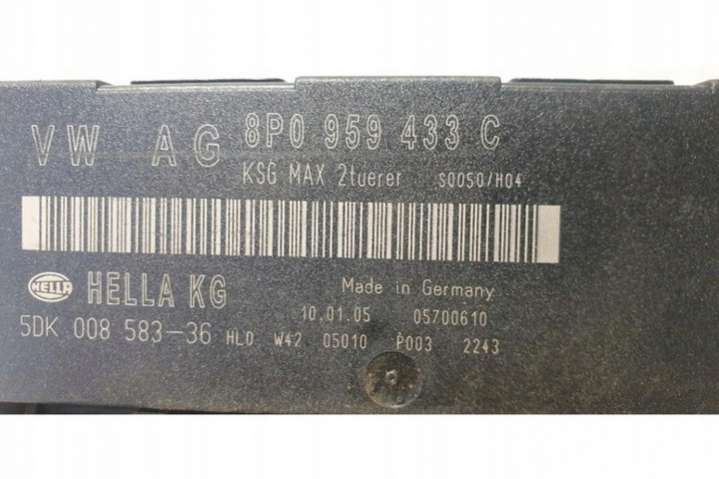 VW AG 8P0 959 433 C
KSG MAX 2tuerer S0050/H04
HELLA HELLA KG Made in Germany
10.01.05 05700610
5DK 008 583-36 HLO W42 05010 P003 2243